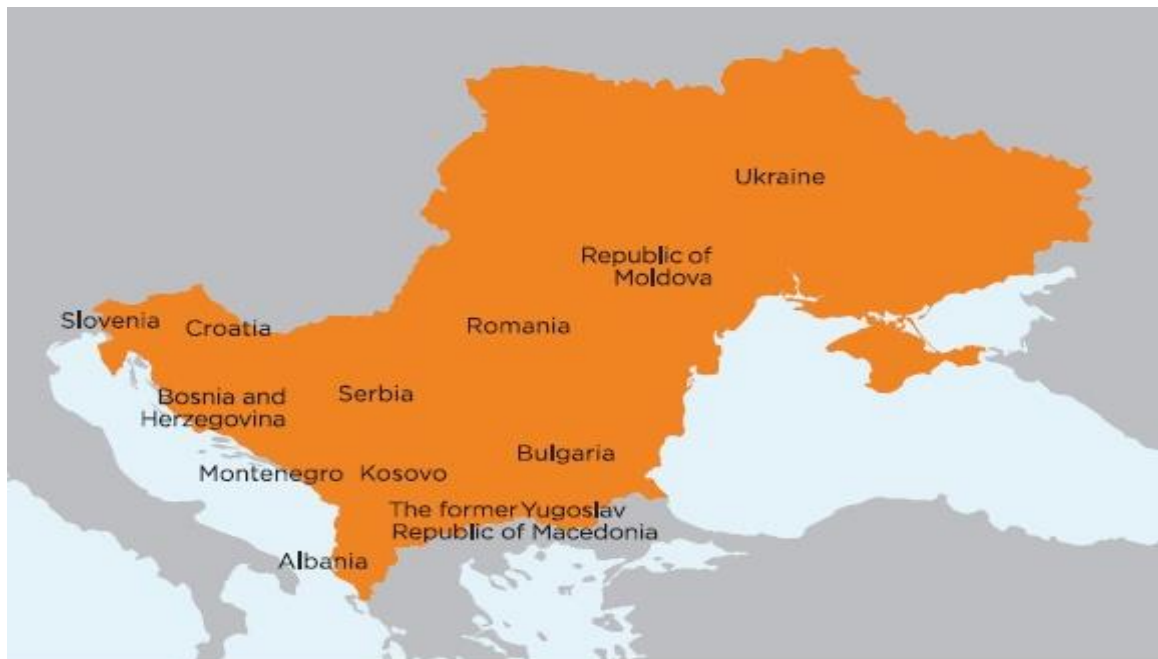 Ukraine
Republic of
Moldova
Slovenia
Croatia
Romania
Bosnia and
Herzegovina
Serbia
Bulgaria
Montenegro
Kosovo
The former Yugoslav
Republic of Macedonia
Albania